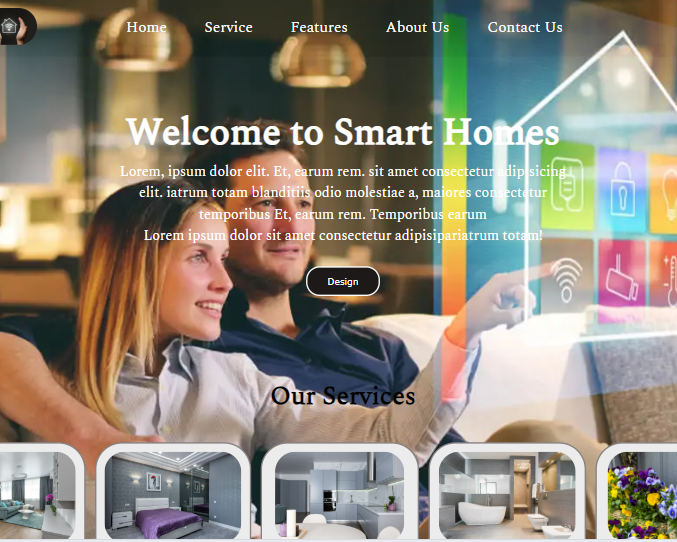 Home Service Features About Us Contact Us
Welcome to Smart Homes
Lorem, ipsum dolor elit. Et, earum rem. sit amet consectetur adipisicing
elit. iatrum totam blanditiis odio molestiae a, maiores consectetur
temporibus Et, earum rem. Temporibus earum
Lorem ipsum dolor sit amet consectetur adipisipariatrum totam!
Design
Our Services